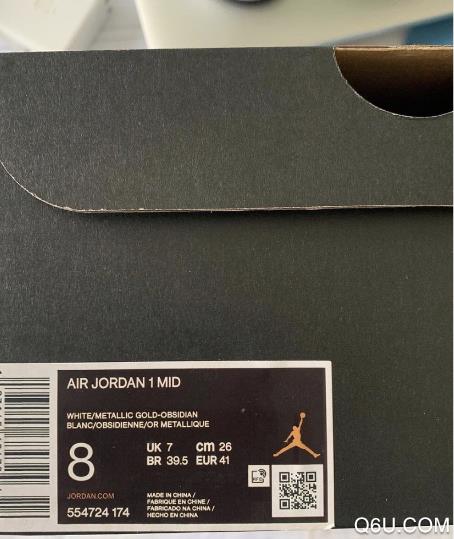 AIR JORDAN 1 MID
WHITE/METALLIC GOLD-OBSIDIAN
BLANC/OBSIDIENNE/OR METALLIQUE
8
UK 7 cm 26
BR 39.5 EUR 41
JORDAN.COM
554724 174
MADE IN CHINA /
FABRIQUE EN CHINE /
FABRICADO NA CHINA /
HECHO EN CHINA
Q6U.COM